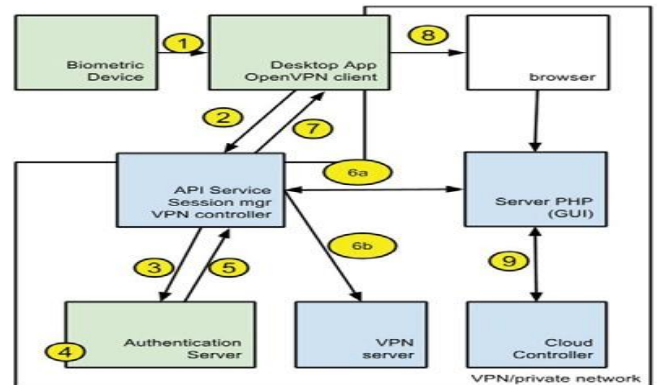 1
8
Biometric
Device
Desktop App
OpenVPN client
browser
2
7
6a
API Service
Session mgr
VPN controller
Server PHP
(GUI)
3
5
6b
9
4
Authentication
Server
VPN
server
Cloud
Controller
VPN/private network